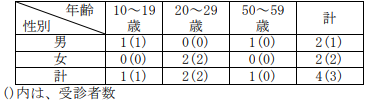 年齢 10～19歳 20～29歳 50～59歳 計
性別
男 1(1) 0(0) 1(0) 2(1)
女 0(0) 2(2) 0(0) 2(2)
計 1(1) 2(2) 1(0) 4(3)
()内は、受診者数